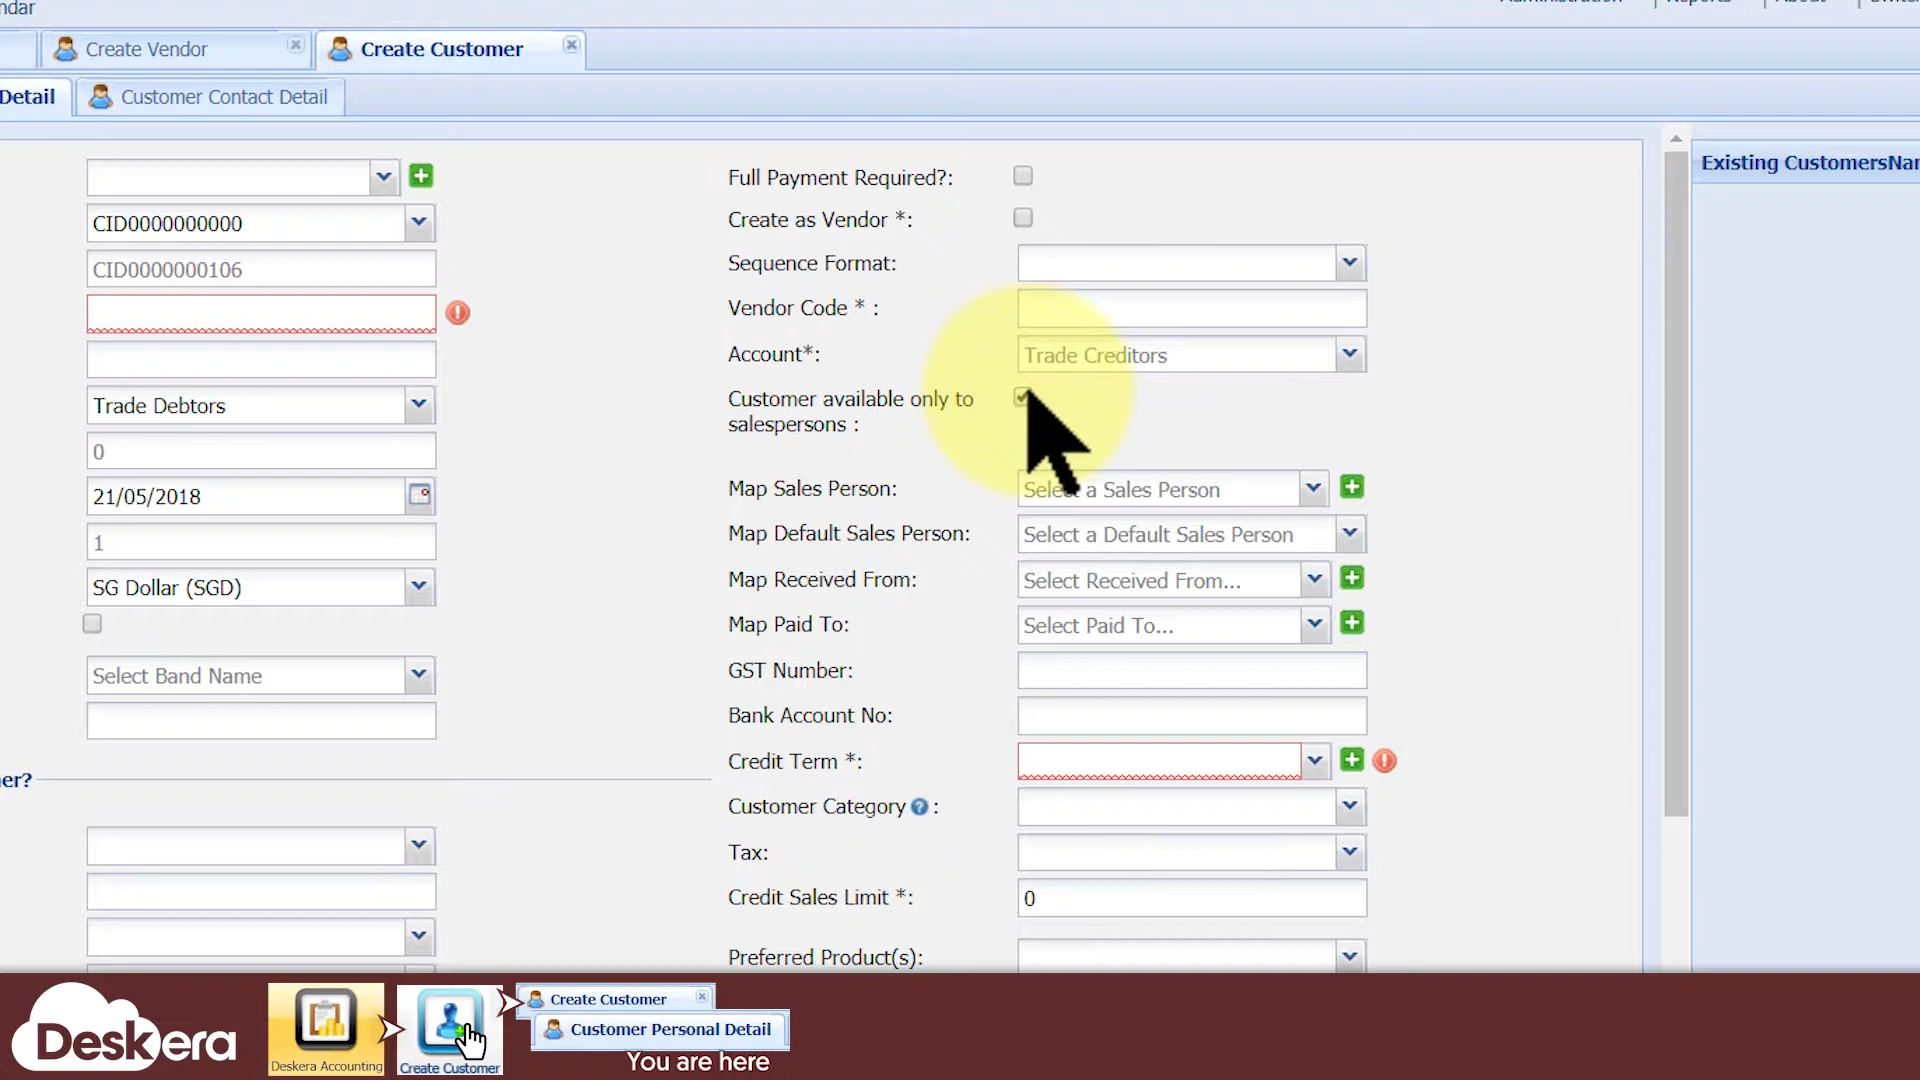 ndar
Reports
About
Create Vendor
Create Customer
Detail
Customer Contact Detail
Existing CustomersNam
Full Payment Required?:
CID0000000000
Create as Vendor *:
CID0000000106
Sequence Format:
Vendor Code * :
Account*:
Trade Creditors
Trade Debtors
Customer available only to
salespersons :
0
21/05/2018
Map Sales Person:
Select a Sales Person
1
Map Default Sales Person:
Select a Default Sales Person
SG Dollar (SGD)
Map Received From:
Select Received From...
Map Paid To:
Select Paid To...
Select Band Name
GST Number:
Bank Account No:
er?
Credit Term *:
Customer Category :
Tax:
Credit Sales Limit *:
0
Preferred Product(s):
Deskera
Deskera Accounting
Create Customer
Create Customer
Customer Personal Detail
You are here